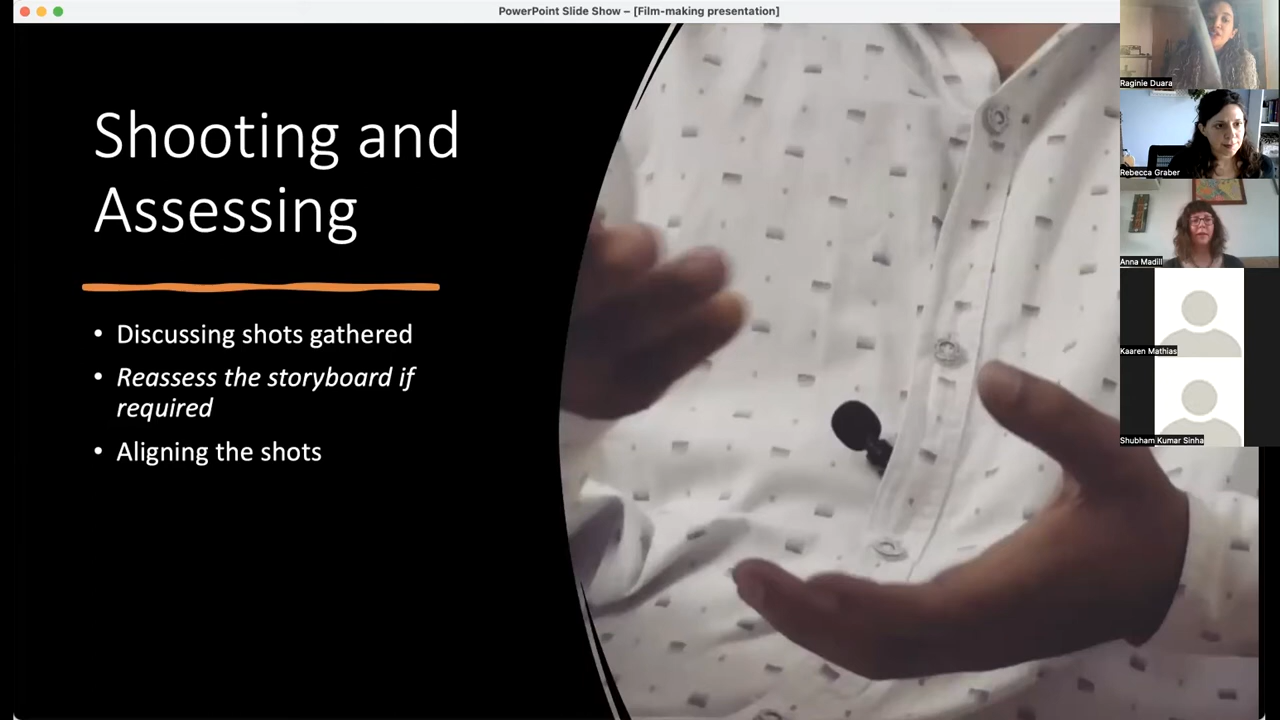 PowerPoint Slide Show – [Film-making presentation]
Shooting and
Assessing
• Discussing shots gathered
• Reassess the storyboard if
required
• Aligning the shots
Raginie Duara
Rebecca Graber
Anna Madill
Kaaren Mathias
Shubham Kumar Sinha